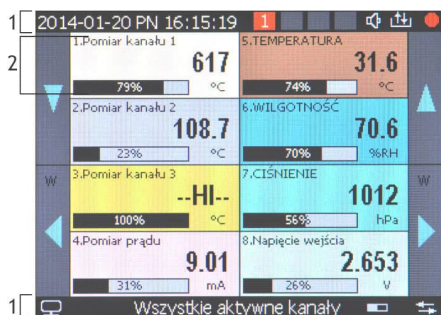 1
2014-01-20 PN 16:15:19 1
2
1.Pomiar kanału 1
617
79% °C
5.TEMPERATURA
31.6
74% °C
2.Pomiar kanału 2
108.7
23% °C
6.WILGOTNOŚĆ
70.6
70% %RH
W
3.Pomiar kanału 3
--HI--
100% °C
7.CIŚNIENIE
1012
56% hPa
W
4.Pomiar prądu
9.01
31% mA
8.Napięcie wejścia
2.653
26% V
1
Wszystkie aktywne kanały